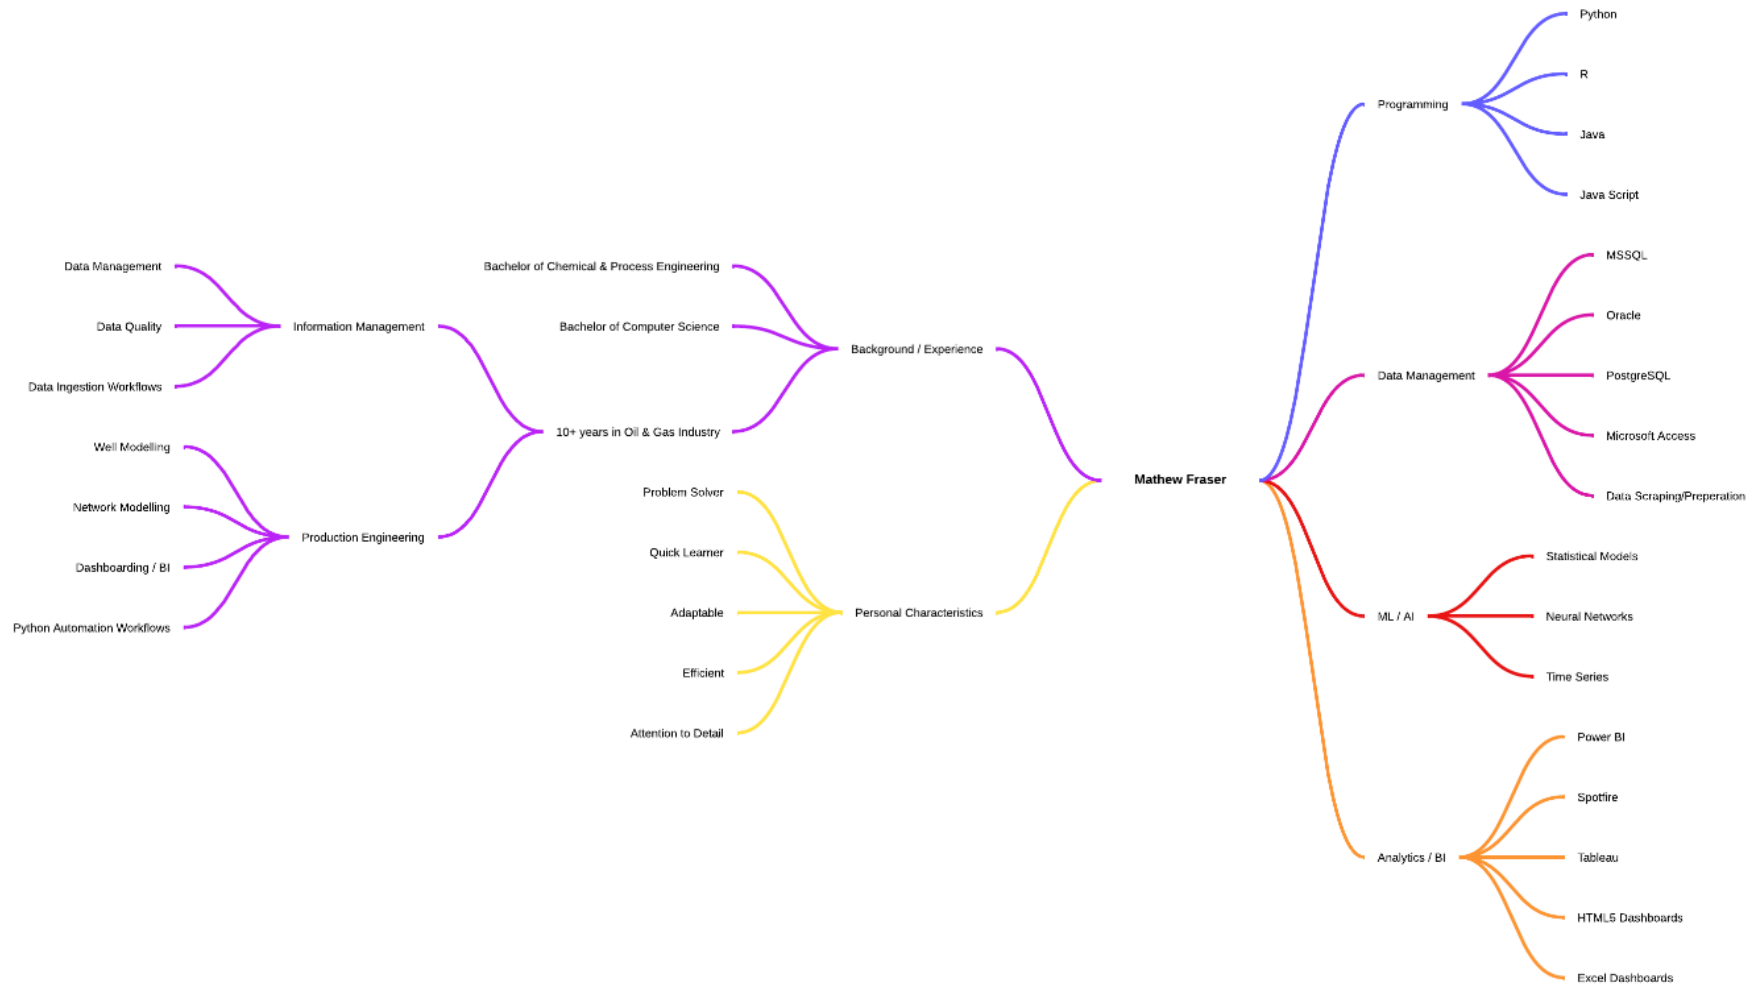 Mathew Fraser
Programming
Python
R
Java
Java Script
Data Management
MSSQL
Oracle
PostgreSQL
Microsoft Access
Data Scraping/Preperation
ML / AI
Statistical Models
Neural Networks
Time Series
Analytics / BI
Power BI
Spotfire
Tableau
HTML5 Dashboards
Excel Dashboards
Background / Experience
Bachelor of Chemical & Process Engineering
Bachelor of Computer Science
10+ years in Oil & Gas Industry
Information Management
Data Management
Data Quality
Data Ingestion Workflows
Production Engineering
Well Modelling
Network Modelling
Dashboarding / BI
Python Automation Workflows
Personal Characteristics
Problem Solver
Quick Learner
Adaptable
Efficient
Attention to Detail